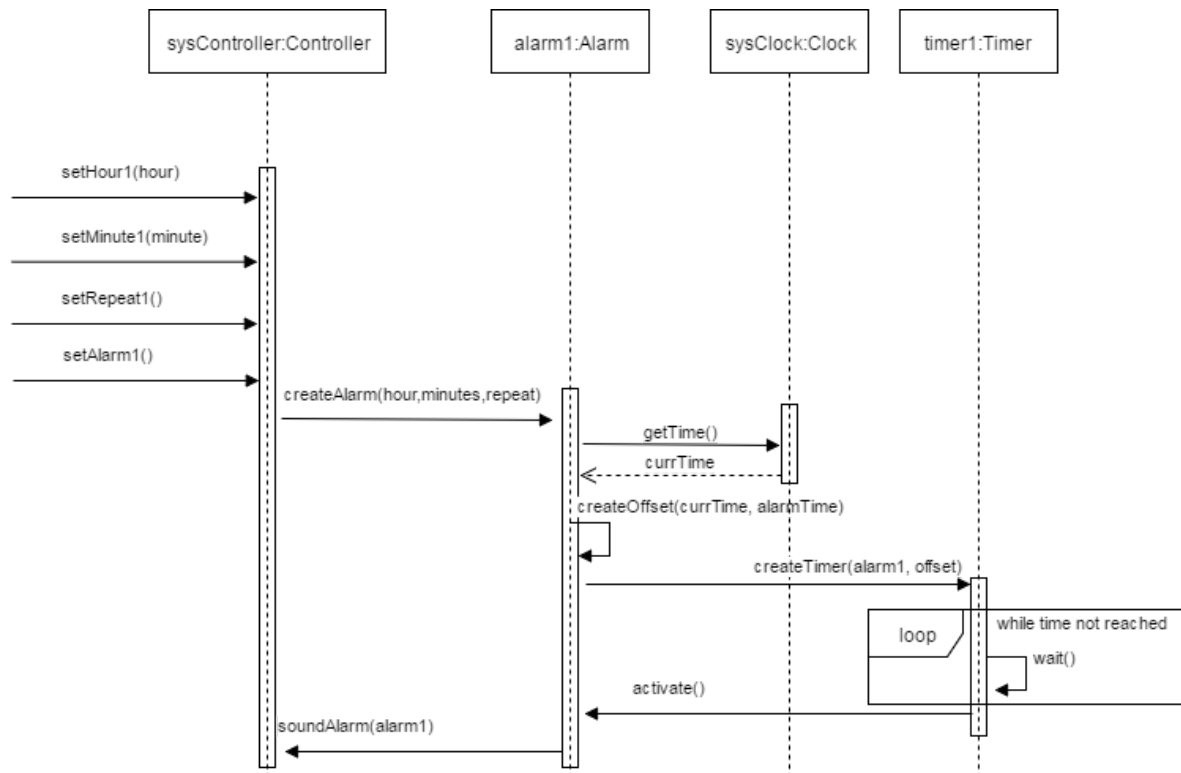 sysController:Controller
alarm1:Alarm
sysClock:Clock
timer1:Timer
setHour1(hour)
setMinute1(minute)
setRepeat1()
setAlarm1()
createAlarm(hour,minutes,repeat)
getTime()
currTime
createOffset(currTime, alarmTime)
createTimer(alarm1, offset)
loop
while time not reached
wait()
activate()
soundAlarm(alarm1)